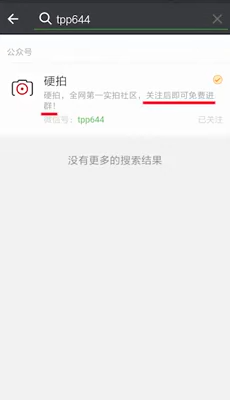 tpp644
公众号
硬拍
硬拍，全网第一实拍社区，关注后即可免费进
群！
微信号：tpp644
已关注
没有更多的搜索结果